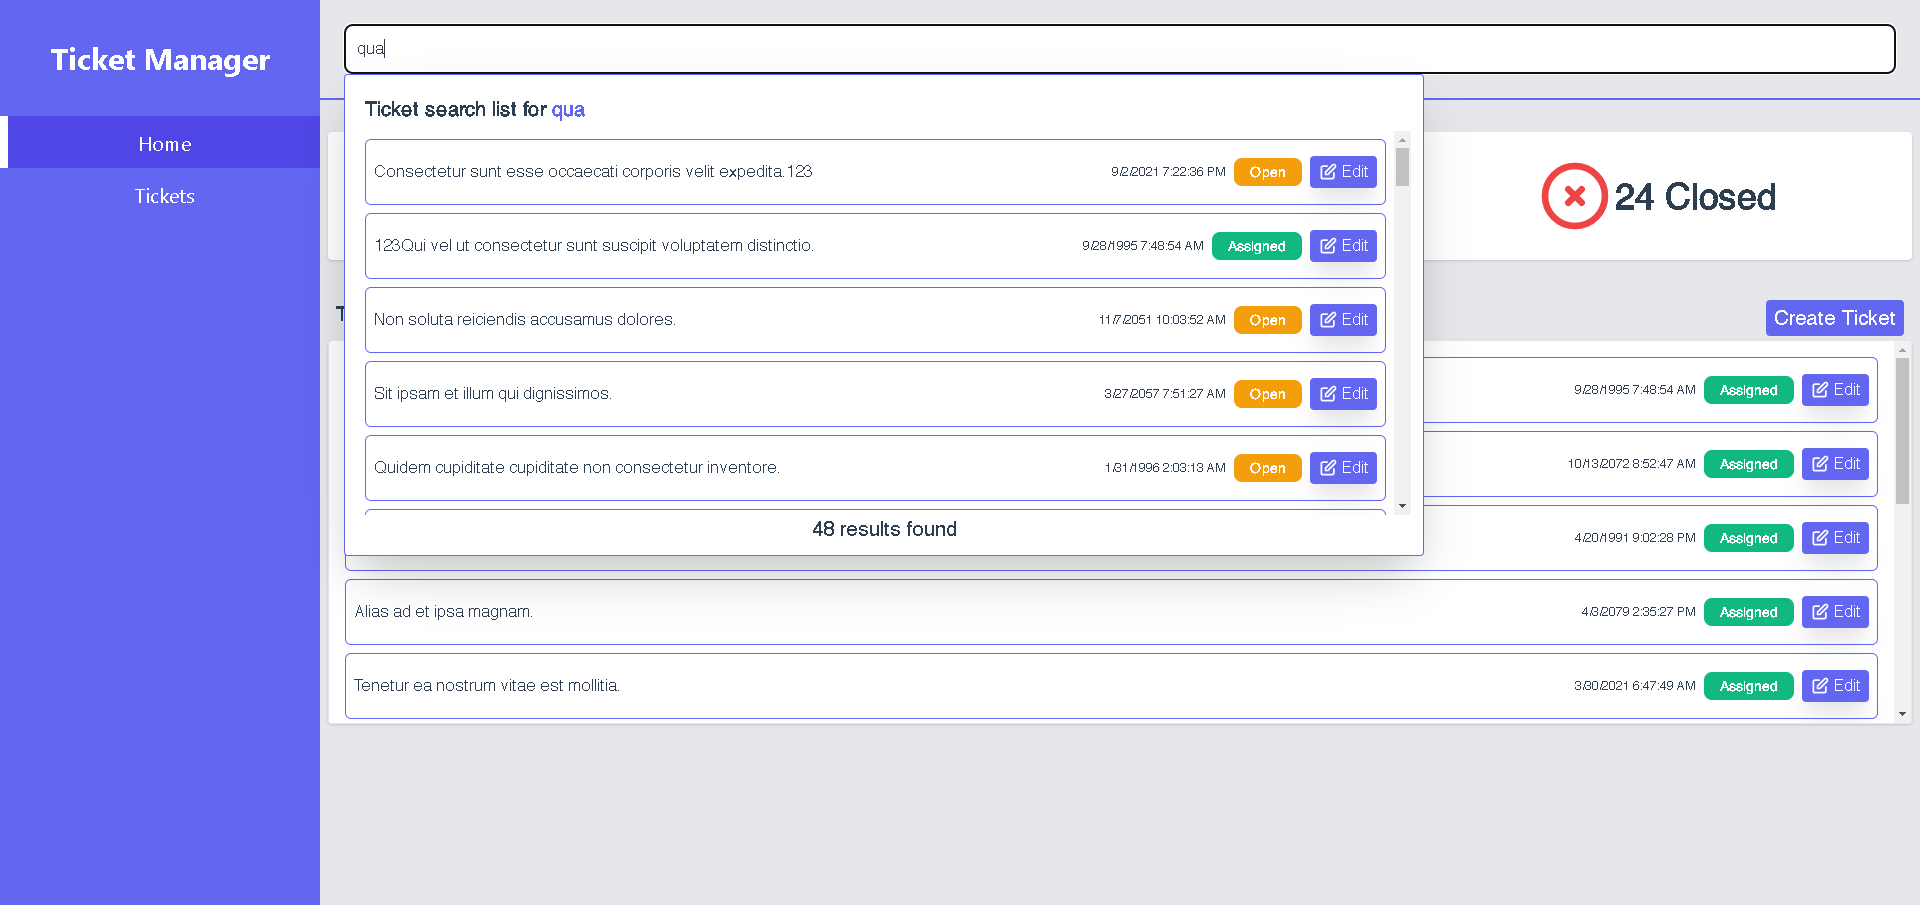 Ticket Manager
Home
Tickets
qua
Ticket search list for qua
Consectetur sunt esse occaecati corporis velit expedita.123 9/2/2021 7:22:36 PM Open Edit
123Qui vel ut consectetur sunt suscipit voluptatem distinctio. 9/28/1995 7:48:54 AM Assigned Edit
Non soluta reiciendis accusamus dolores. 11/7/2051 10:03:52 AM Open Edit
Sit ipsam et illum qui dignissimos. 3/27/2057 7:51:27 AM Open Edit
Quidem cupiditate cupiditate non consectetur inventore. 1/31/1996 2:03:13 AM Open Edit
48 results found
24 Closed
T
Create Ticket
9/28/1995 7:48:54 AM Assigned Edit
10/13/2072 8:52:47 AM Assigned Edit
4/20/1991 9:02:28 PM Assigned Edit
Alias ad et ipsa magnam. 4/3/2079 2:35:27 PM Assigned Edit
Tenetur ea nostrum vitae est mollitia. 3/30/2021 6:47:49 AM Assigned Edit